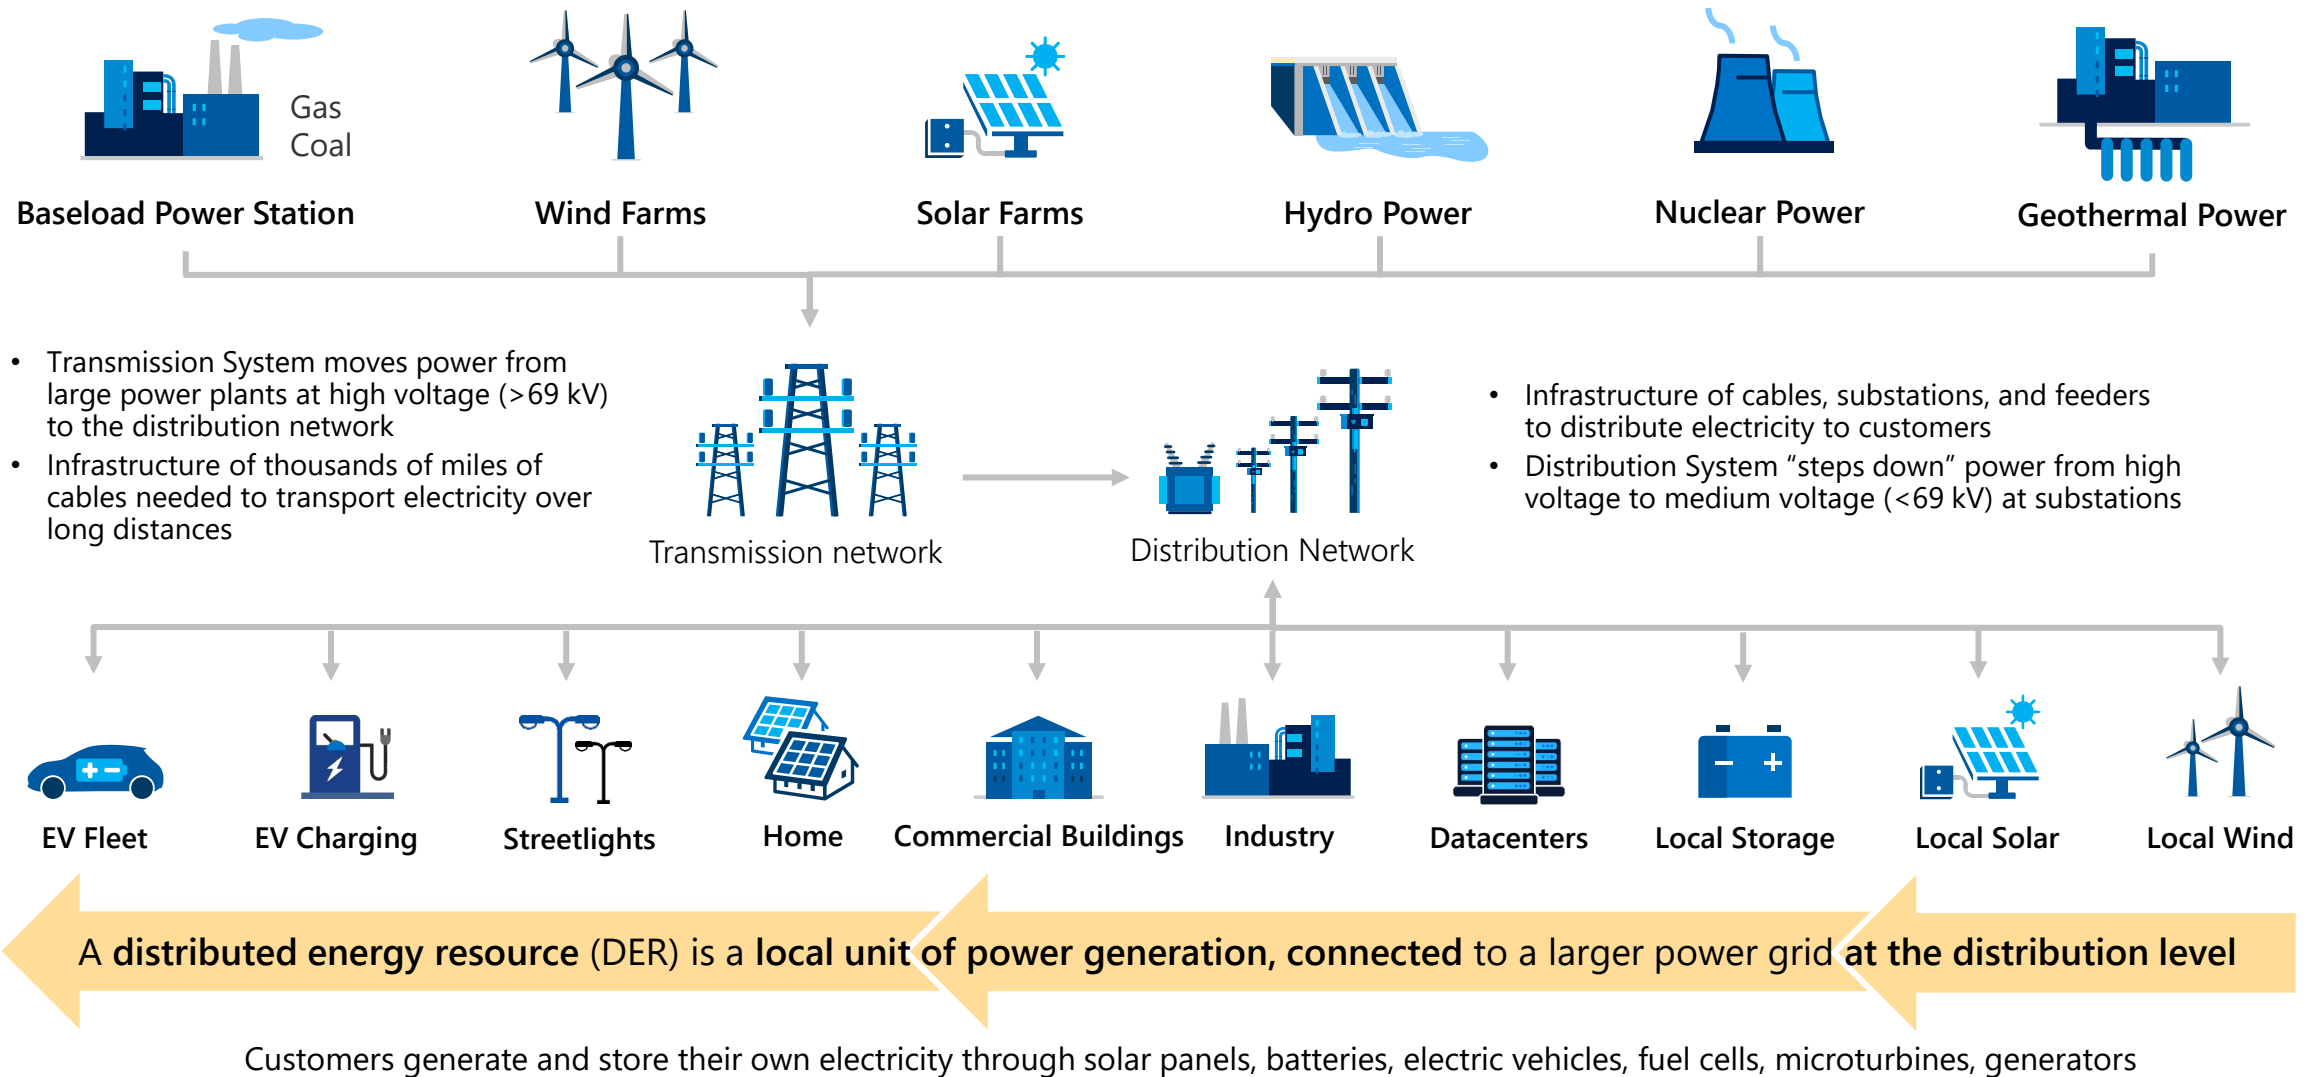 Gas
Coal
Baseload Power Station
Wind Farms
Solar Farms
Hydro Power
Nuclear Power
Geothermal Power
• Transmission System moves power from
large power plants at high voltage (>69 kV)
to the distribution network
• Infrastructure of thousands of miles of
cables needed to transport electricity over
long distances
Transmission network
Distribution Network
• Infrastructure of cables, substations, and feeders
to distribute electricity to customers
• Distribution System “steps down” power from high
voltage to medium voltage (<69 kV) at substations
EV Fleet
EV Charging
Streetlights
Home
Commercial Buildings
Industry
Datacenters
Local Storage
Local Solar
Local Wind
A distributed energy resource (DER) is a local unit of power generation, connected to a larger power grid at the distribution level
Customers generate and store their own electricity through solar panels, batteries, electric vehicles, fuel cells, microturbines, generators